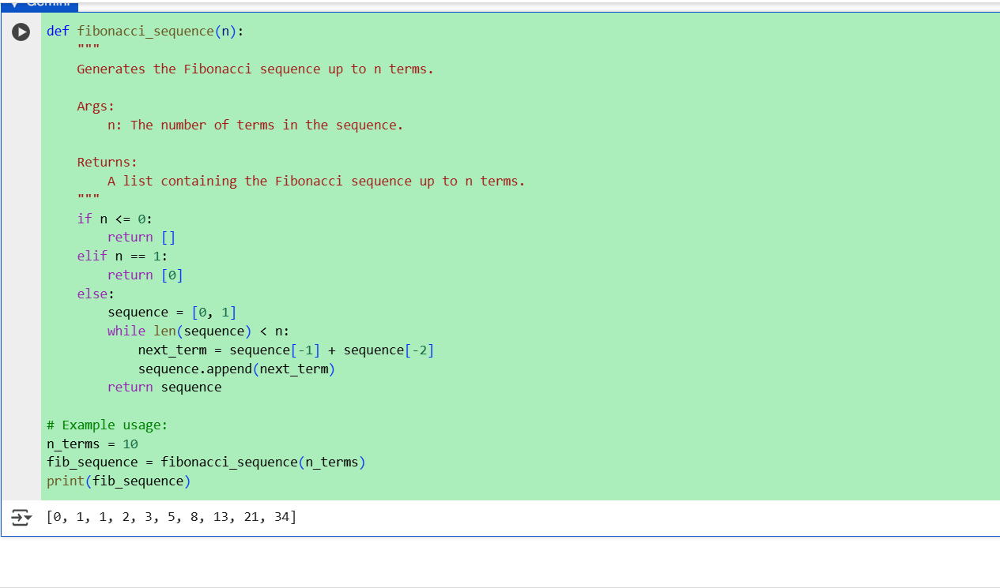 Gemini
def fibonacci_sequence(n):
    """
    Generates the Fibonacci sequence up to n terms.

    Args:
        n: The number of terms in the sequence.

    Returns:
        A list containing the Fibonacci sequence up to n terms.
    """
    if n <= 0:
        return []
    elif n == 1:
        return [0]
    else:
        sequence = [0, 1]
        while len(sequence) < n:
            next_term = sequence[-1] + sequence[-2]
            sequence.append(next_term)
        return sequence

# Example usage:
n_terms = 10
fib_sequence = fibonacci_sequence(n_terms)
print(fib_sequence)
[0, 1, 1, 2, 3, 5, 8, 13, 21, 34]